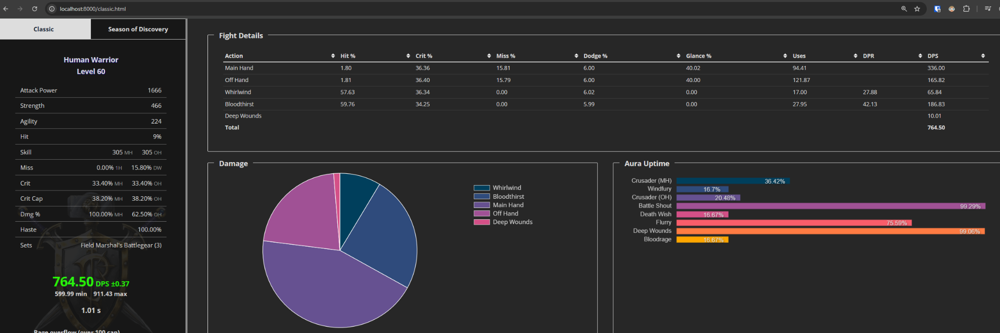 localhost:8000/classic.html
Classic Season of Discovery
Human Warrior
Level 60
Attack Power 1666
Strength 466
Agility 224
Hit 9%
Skill 305 MH 305 OH
Miss 0.00% 1H 15.80% DW
Crit 33.40% MH 33.40% OH
Crit Cap 38.20% MH 38.20% OH
Dmg % 100.00% MH 62.50% OH
Haste 100.00%
Sets Field Marshal's Battlegear (3)
764.50 DPS ±0.37
599.99 min 911.43 max
1.01 s
Rage overflow (over 100 cap)
Fight Details
Action Hit % Crit % Miss % Dodge % Glance % Uses DPR DPS
Main Hand 1.80 36.36 15.81 6.00 40.02 94.41 336.00
Off Hand 1.81 36.40 15.79 6.00 40.00 121.87 165.82
Whirlwind 57.63 36.34 0.00 6.02 0.00 17.00 27.88 65.84
Bloodthirst 59.76 34.25 0.00 5.99 0.00 27.95 42.13 186.83
Deep Wounds 10.01
Total 764.50
Damage
Whirlwind
Bloodthirst
Main Hand
Off Hand
Deep Wounds
Aura Uptime
Crusader (MH) 36.42%
Windfury 16.7%
Crusader (OH) 20.48%
Battle Shout 99.29%
Death Wish 16.67%
Flurry 75.59%
Deep Wounds 99.06%
Bloodrage 16.67%